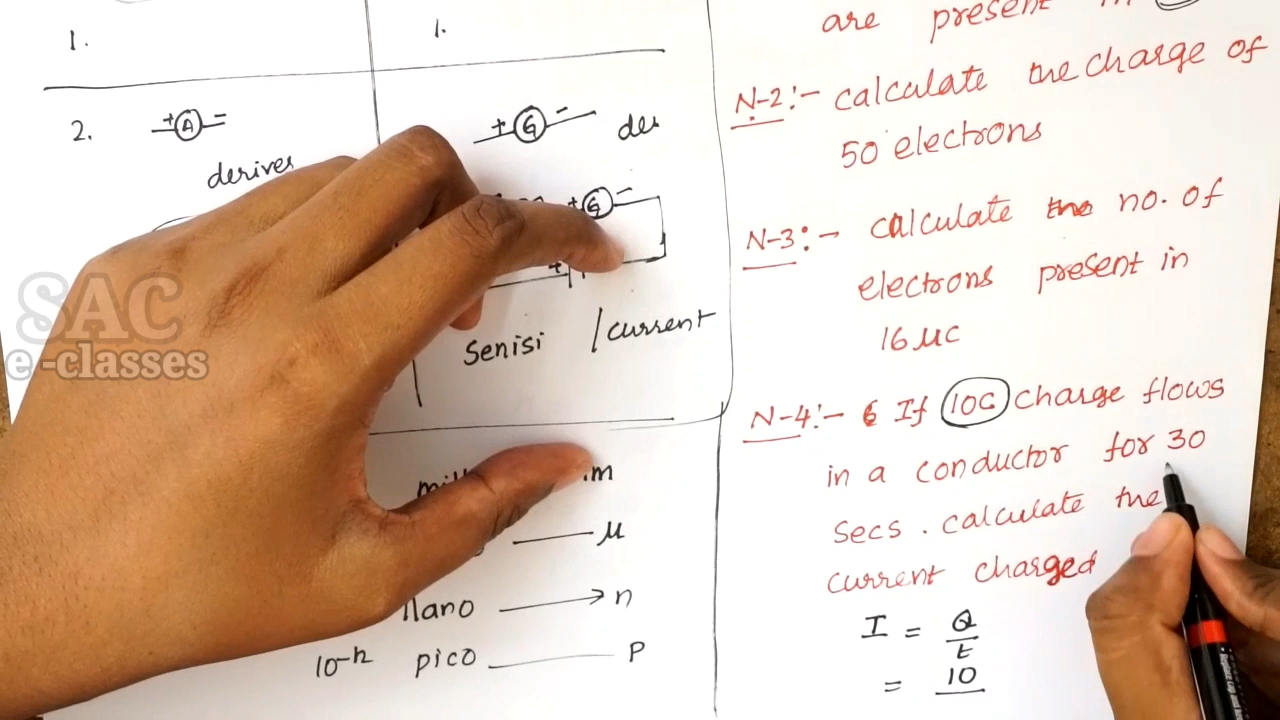 1.
1.
2. + A -
+ G -
derives
+ G -
+
Senisi / current
m
μ
nano → n
10⁻¹² pico P
are present in
N-2:- calculate the charge of
50 electrons
N-3:- calculate the no. of
electrons present in
16 μc
N-4:- If 10C charge flows
in a conductor for 30
secs. calculate the
current charged
I = Q/t
= 10
SAC
e-classes